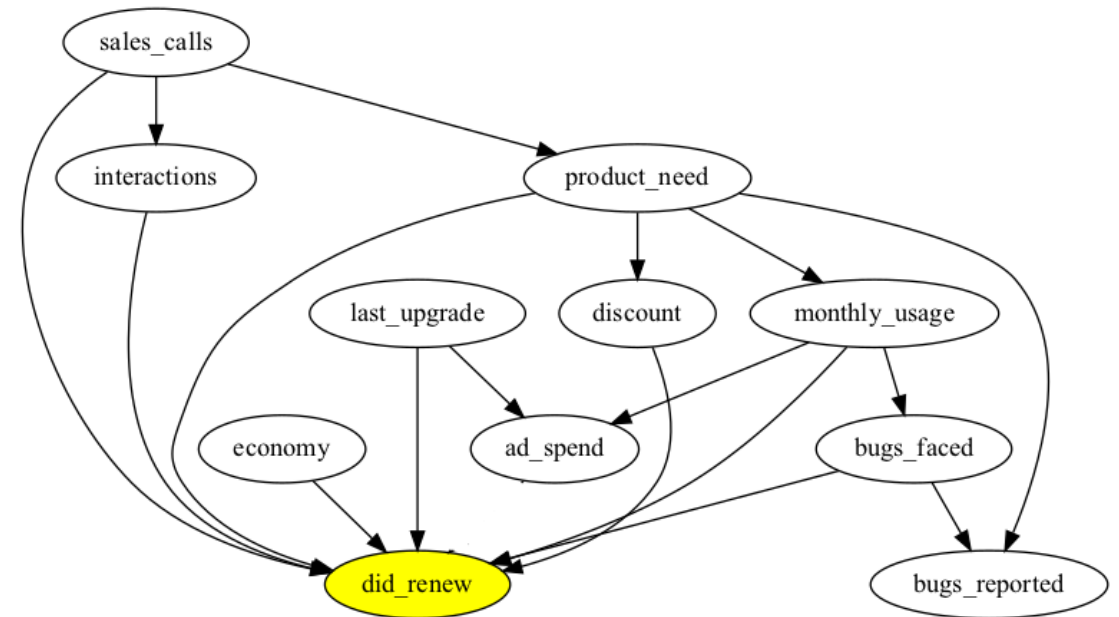 sales_calls
interactions
product_need
last_upgrade
discount
monthly_usage
economy
ad_spend
bugs_faced
did_renew
bugs_reported